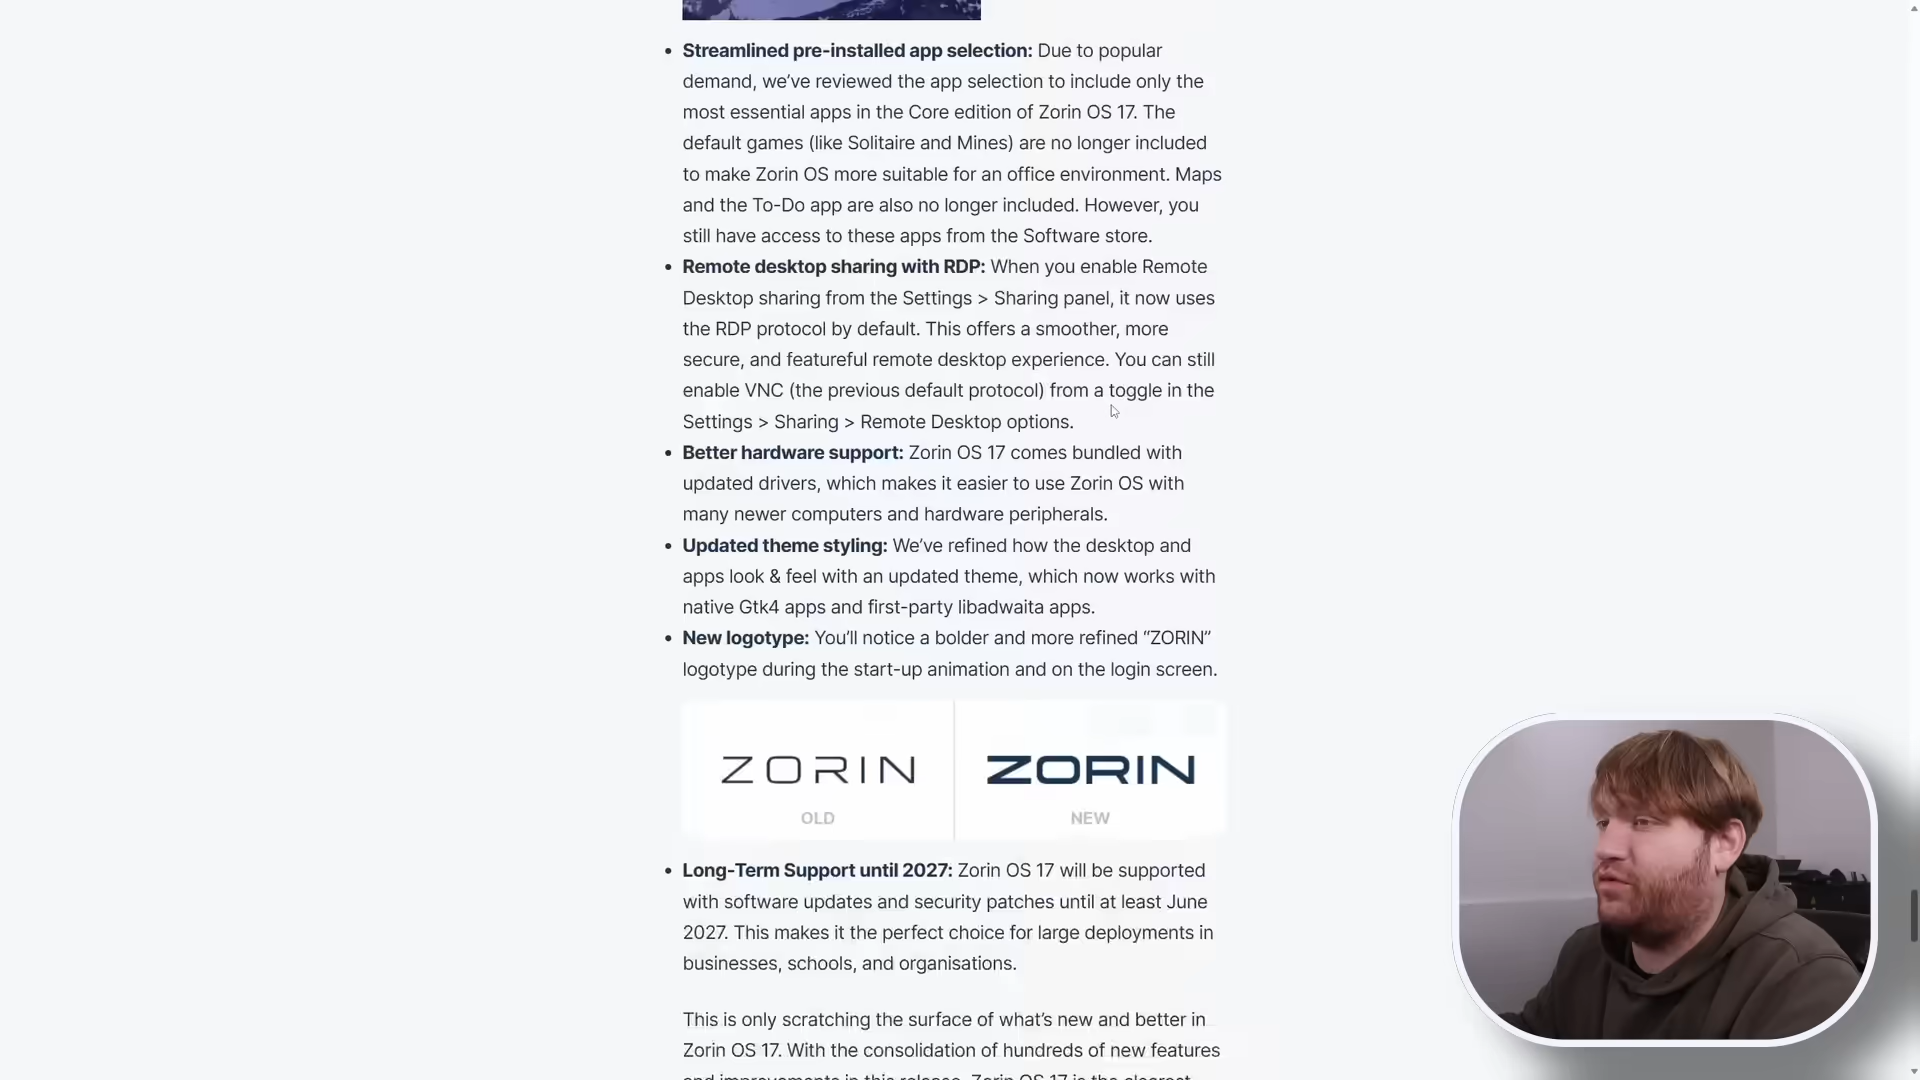 Streamlined pre-installed app selection: Due to popular
demand, we’ve reviewed the app selection to include only the
most essential apps in the Core edition of Zorin OS 17. The
default games (like Solitaire and Mines) are no longer included
to make Zorin OS more suitable for an office environment. Maps
and the To-Do app are also no longer included. However, you
still have access to these apps from the Software store.
Remote desktop sharing with RDP: When you enable Remote
Desktop sharing from the Settings > Sharing panel, it now uses
the RDP protocol by default. This offers a smoother, more
secure, and featureful remote desktop experience. You can still
enable VNC (the previous default protocol) from a toggle in the
Settings > Sharing > Remote Desktop options.
Better hardware support: Zorin OS 17 comes bundled with
updated drivers, which makes it easier to use Zorin OS with
many newer computers and hardware peripherals.
Updated theme styling: We’ve refined how the desktop and
apps look & feel with an updated theme, which now works with
native Gtk4 apps and first-party libadwaita apps.
New logotype: You’ll notice a bolder and more refined “ZORIN”
logotype during the start-up animation and on the login screen.
ZORIN ZORIN
OLD NEW
Long-Term Support until 2027: Zorin OS 17 will be supported
with software updates and security patches until at least June
2027. This makes it the perfect choice for large deployments in
businesses, schools, and organisations.
This is only scratching the surface of what’s new and better in
Zorin OS 17. With the consolidation of hundreds of new features
and improvements in this release, Zorin OS 17 is the clearest